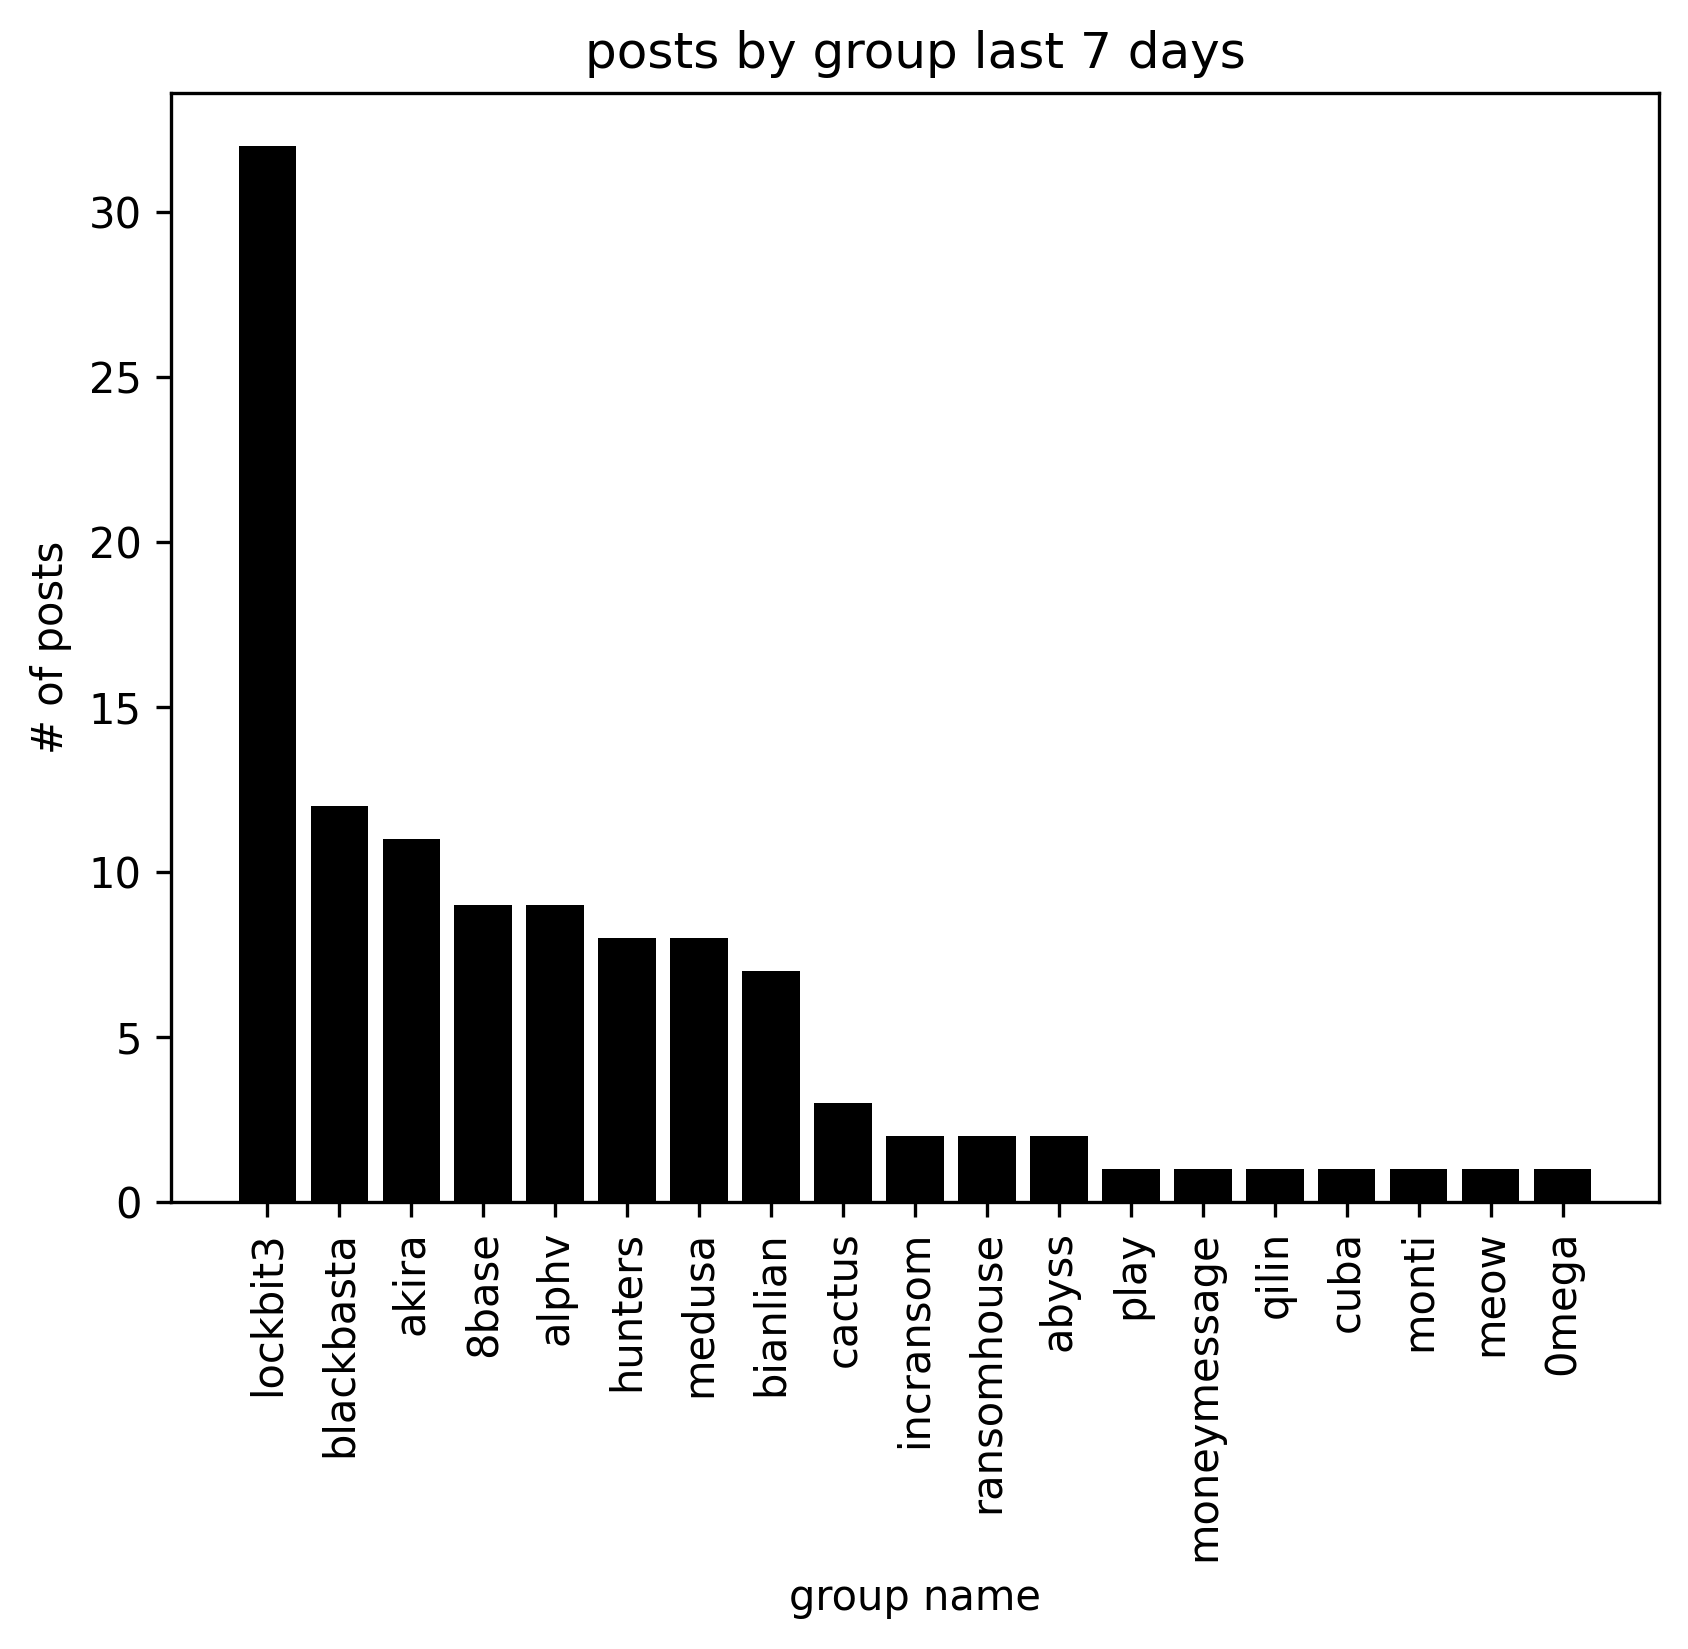 posts by group last 7 days
# of posts
30
25
20
15
10
5
0
lockbit3
blackbasta
akira
8base
alphv
hunters
medusa
bianlian
cactus
incransom
ransomhouse
abyss
play
moneymessage
qilin
cuba
monti
meow
0mega
group name